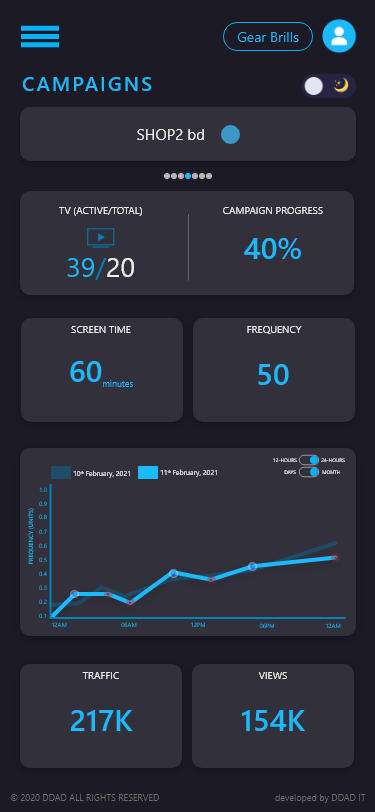 Gear Brills
CAMPAIGNS
SHOP2 bd
TV (ACTIVE/TOTAL)
39/20
CAMPAIGN PROGRESS
40%
SCREEN TIME
60 minutes
FREQUENCY
50
12-HOURS 24-HOURS
DAYS MONTH
10ᵗʰ February, 2021 11ᵗʰ February, 2021
FREQUENCY (UNITS)
1.0
0.9
0.8
0.7
0.6
0.5
0.4
0.3
0.2
0.1
12AM 06AM 12PM 06PM 12AM
TRAFFIC
217K
VIEWS
154K
© 2020 DDAD ALL RIGHTS RESERVED
developed by DDAD IT